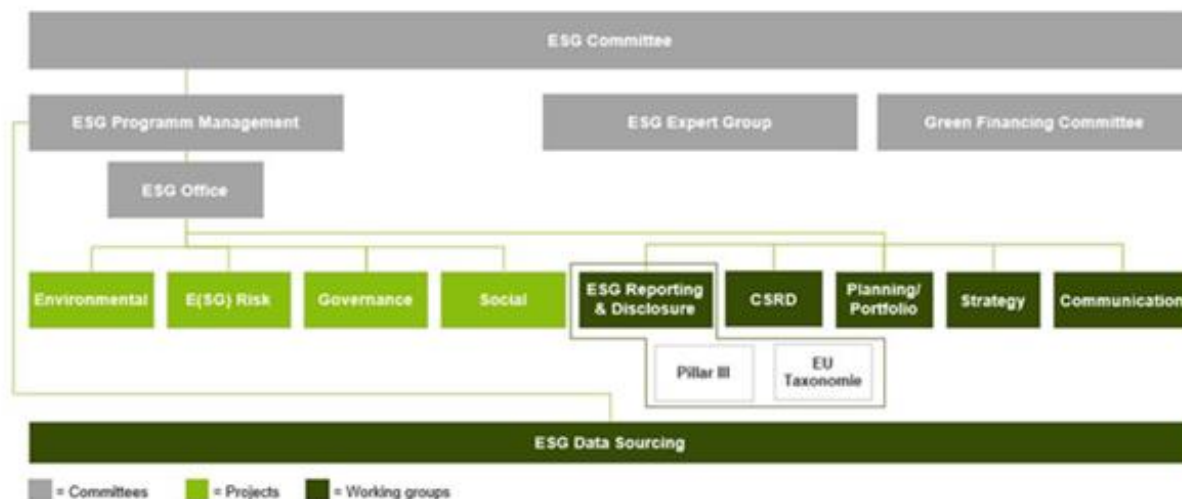 ESG Committee
ESG Programm Management
ESG Expert Group
Green Financing Committee
ESG Office
Environmental
E(SG) Risk
Governance
Social
ESG Reporting
& Disclosure
CSRD
Planning/
Portfolio
Strategy
Communication
Pillar III
EU
Taxonomie
ESG Data Sourcing
= Committees
= Projects
= Working groups